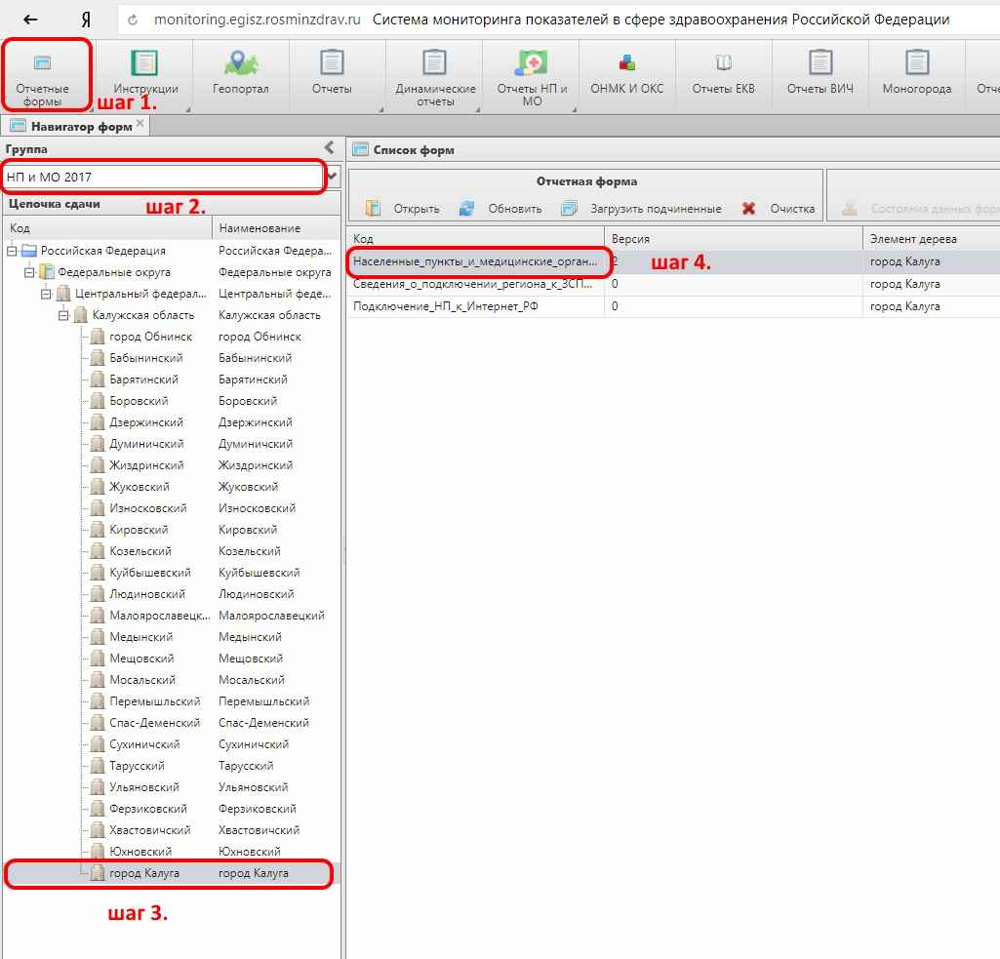 Я monitoring.egisz.rosminzdrav.ru Система мониторинга показателей в сфере здравоохранения Российской Федерации
Отчетные формы
Инструкции
Геопортал
Отчеты
Динамические отчеты
Отчеты НП и МО
ОНМК И ОКС
Отчеты ЕКВ
Отчеты ВИЧ
Моногорода
Отче
шаг 1.
Навигатор форм
Группа
НП и МО 2017
шаг 2.
Цепочка сдачи
Код Наименование
Российская Федерация Российская Федера...
Федеральные округа Федеральные округа
Центральный федерал... Центральный феде...
Калужская область Калужская область
город Обнинск город Обнинск
Бабынинский Бабынинский
Барятинский Барятинский
Боровский Боровский
Дзержинский Дзержинский
Думиничский Думиничский
Жиздринский Жиздринский
Жуковский Жуковский
Износковский Износковский
Кировский Кировский
Козельский Козельский
Куйбышевский Куйбышевский
Людиновский Людиновский
Малоярославецк... Малоярославецкий
Медынский Медынский
Мещовский Мещовский
Мосальский Мосальский
Перемышльский Перемышльский
Спас-Деменский Спас-Деменский
Сухиничский Сухиничский
Тарусский Тарусский
Ульяновский Ульяновский
Ферзиковский Ферзиковский
Хвастовичский Хвастовичский
Юхновский Юхновский
город Калуга город Калуга
шаг 3.
Список форм
Отчетная форма
Открыть Обновить Загрузить подчиненные Очистка Состояния данных форм
Код Версия Элемент дерева
Населенные_пункты_и_медицинские_орган... 2 город Калуга
шаг 4.
Сведения_о_подключении_региона_к_ЗСП... 0 город Калуга
Подключение_НП_к_Интернет_РФ 0 город Калуга